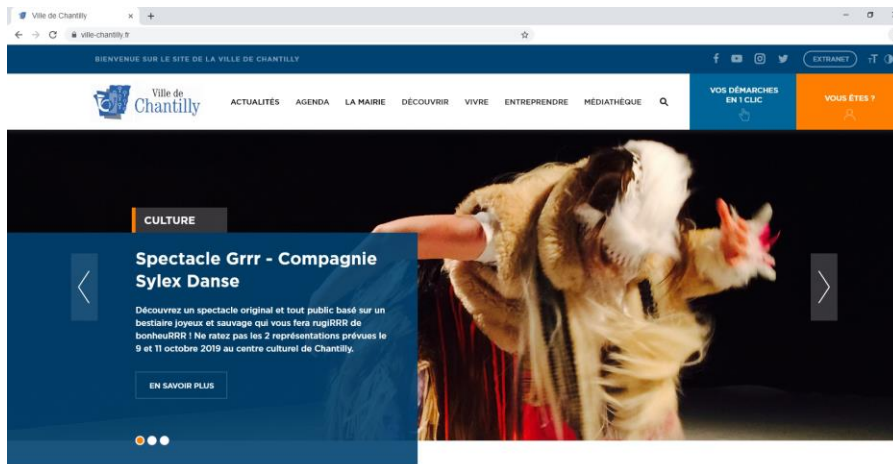 Ville de Chantilly
ville-chantilly.fr
BIENVENUE SUR LE SITE DE LA VILLE DE CHANTILLY
EXTRANET
Ville de
Chantilly
ACTUALITÉS AGENDA LA MAIRIE DÉCOUVRIR VIVRE ENTREPRENDRE MÉDIATHÈQUE
VOS DÉMARCHES
EN 1 CLIC
VOUS ÊTES ?
CULTURE
Spectacle Grrr - Compagnie
Sylex Danse
Découvrez un spectacle original et tout public basé sur un
bestiaire joyeux et sauvage qui vous fera rugiRRR de
bonheuRRR ! Ne ratez pas les 2 représentations prévues le
9 et 11 octobre 2019 au centre culturel de Chantilly.
EN SAVOIR PLUS